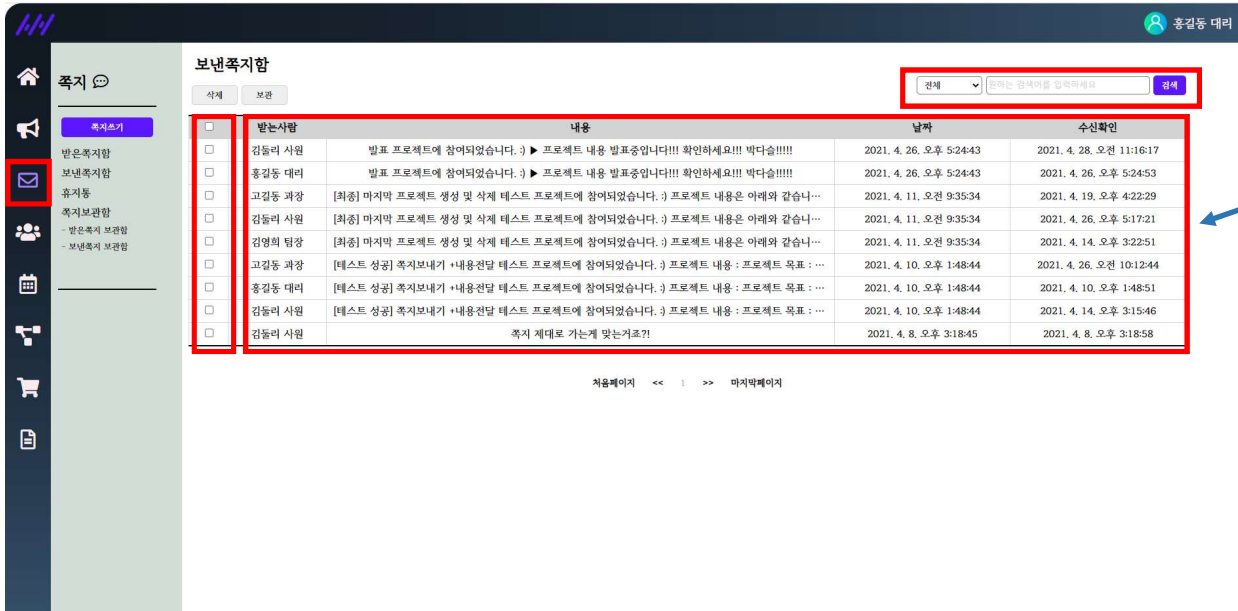 홍길동 대리
쪽지
쪽지쓰기
받은쪽지함
보낸쪽지함
휴지통
쪽지보관함
- 받은쪽지 보관함
- 보낸쪽지 보관함
보낸쪽지함
삭제 보관
전체 원하는 검색어를 입력하세요 검색
받는사람 내용 날짜 수신확인
김둘리 사원 발표 프로젝트에 참여되었습니다. :) ▶ 프로젝트 내용 발표중입니다!!! 확인하세요!!! 박다슬!!!!! 2021. 4. 26. 오후 5:24:43 2021. 4. 28. 오전 11:16:17
홍길동 대리 발표 프로젝트에 참여되었습니다. :) ▶ 프로젝트 내용 발표중입니다!!! 확인하세요!!! 박다슬!!!!! 2021. 4. 26. 오후 5:24:43 2021. 4. 26. 오후 5:24:53
고길동 과장 [최종] 마지막 프로젝트 생성 및 삭제 테스트 프로젝트에 참여되었습니다. :) 프로젝트 내용은 아래와 같습니… 2021. 4. 11. 오전 9:35:34 2021. 4. 19. 오후 4:22:29
김둘리 사원 [최종] 마지막 프로젝트 생성 및 삭제 테스트 프로젝트에 참여되었습니다. :) 프로젝트 내용은 아래와 같습니… 2021. 4. 11. 오전 9:35:34 2021. 4. 26. 오후 5:17:21
김영희 팀장 [최종] 마지막 프로젝트 생성 및 삭제 테스트 프로젝트에 참여되었습니다. :) 프로젝트 내용은 아래와 같습니… 2021. 4. 11. 오전 9:35:34 2021. 4. 14. 오후 3:22:51
고길동 과장 [테스트 성공] 쪽지보내기 +내용전달 테스트 프로젝트에 참여되었습니다. :) 프로젝트 내용 : 프로젝트 목표 : … 2021. 4. 10. 오후 1:48:44 2021. 4. 26. 오전 10:12:44
홍길동 대리 [테스트 성공] 쪽지보내기 +내용전달 테스트 프로젝트에 참여되었습니다. :) 프로젝트 내용 : 프로젝트 목표 : … 2021. 4. 10. 오후 1:48:44 2021. 4. 10. 오후 1:48:51
김둘리 사원 [테스트 성공] 쪽지보내기 +내용전달 테스트 프로젝트에 참여되었습니다. :) 프로젝트 내용 : 프로젝트 목표 : … 2021. 4. 10. 오후 1:48:44 2021. 4. 14. 오후 3:15:46
김둘리 사원 쪽지 제대로 가는게 맞는거죠?! 2021. 4. 8. 오후 3:18:45 2021. 4. 8. 오후 3:18:58
처음페이지 << 1 >> 마지막페이지